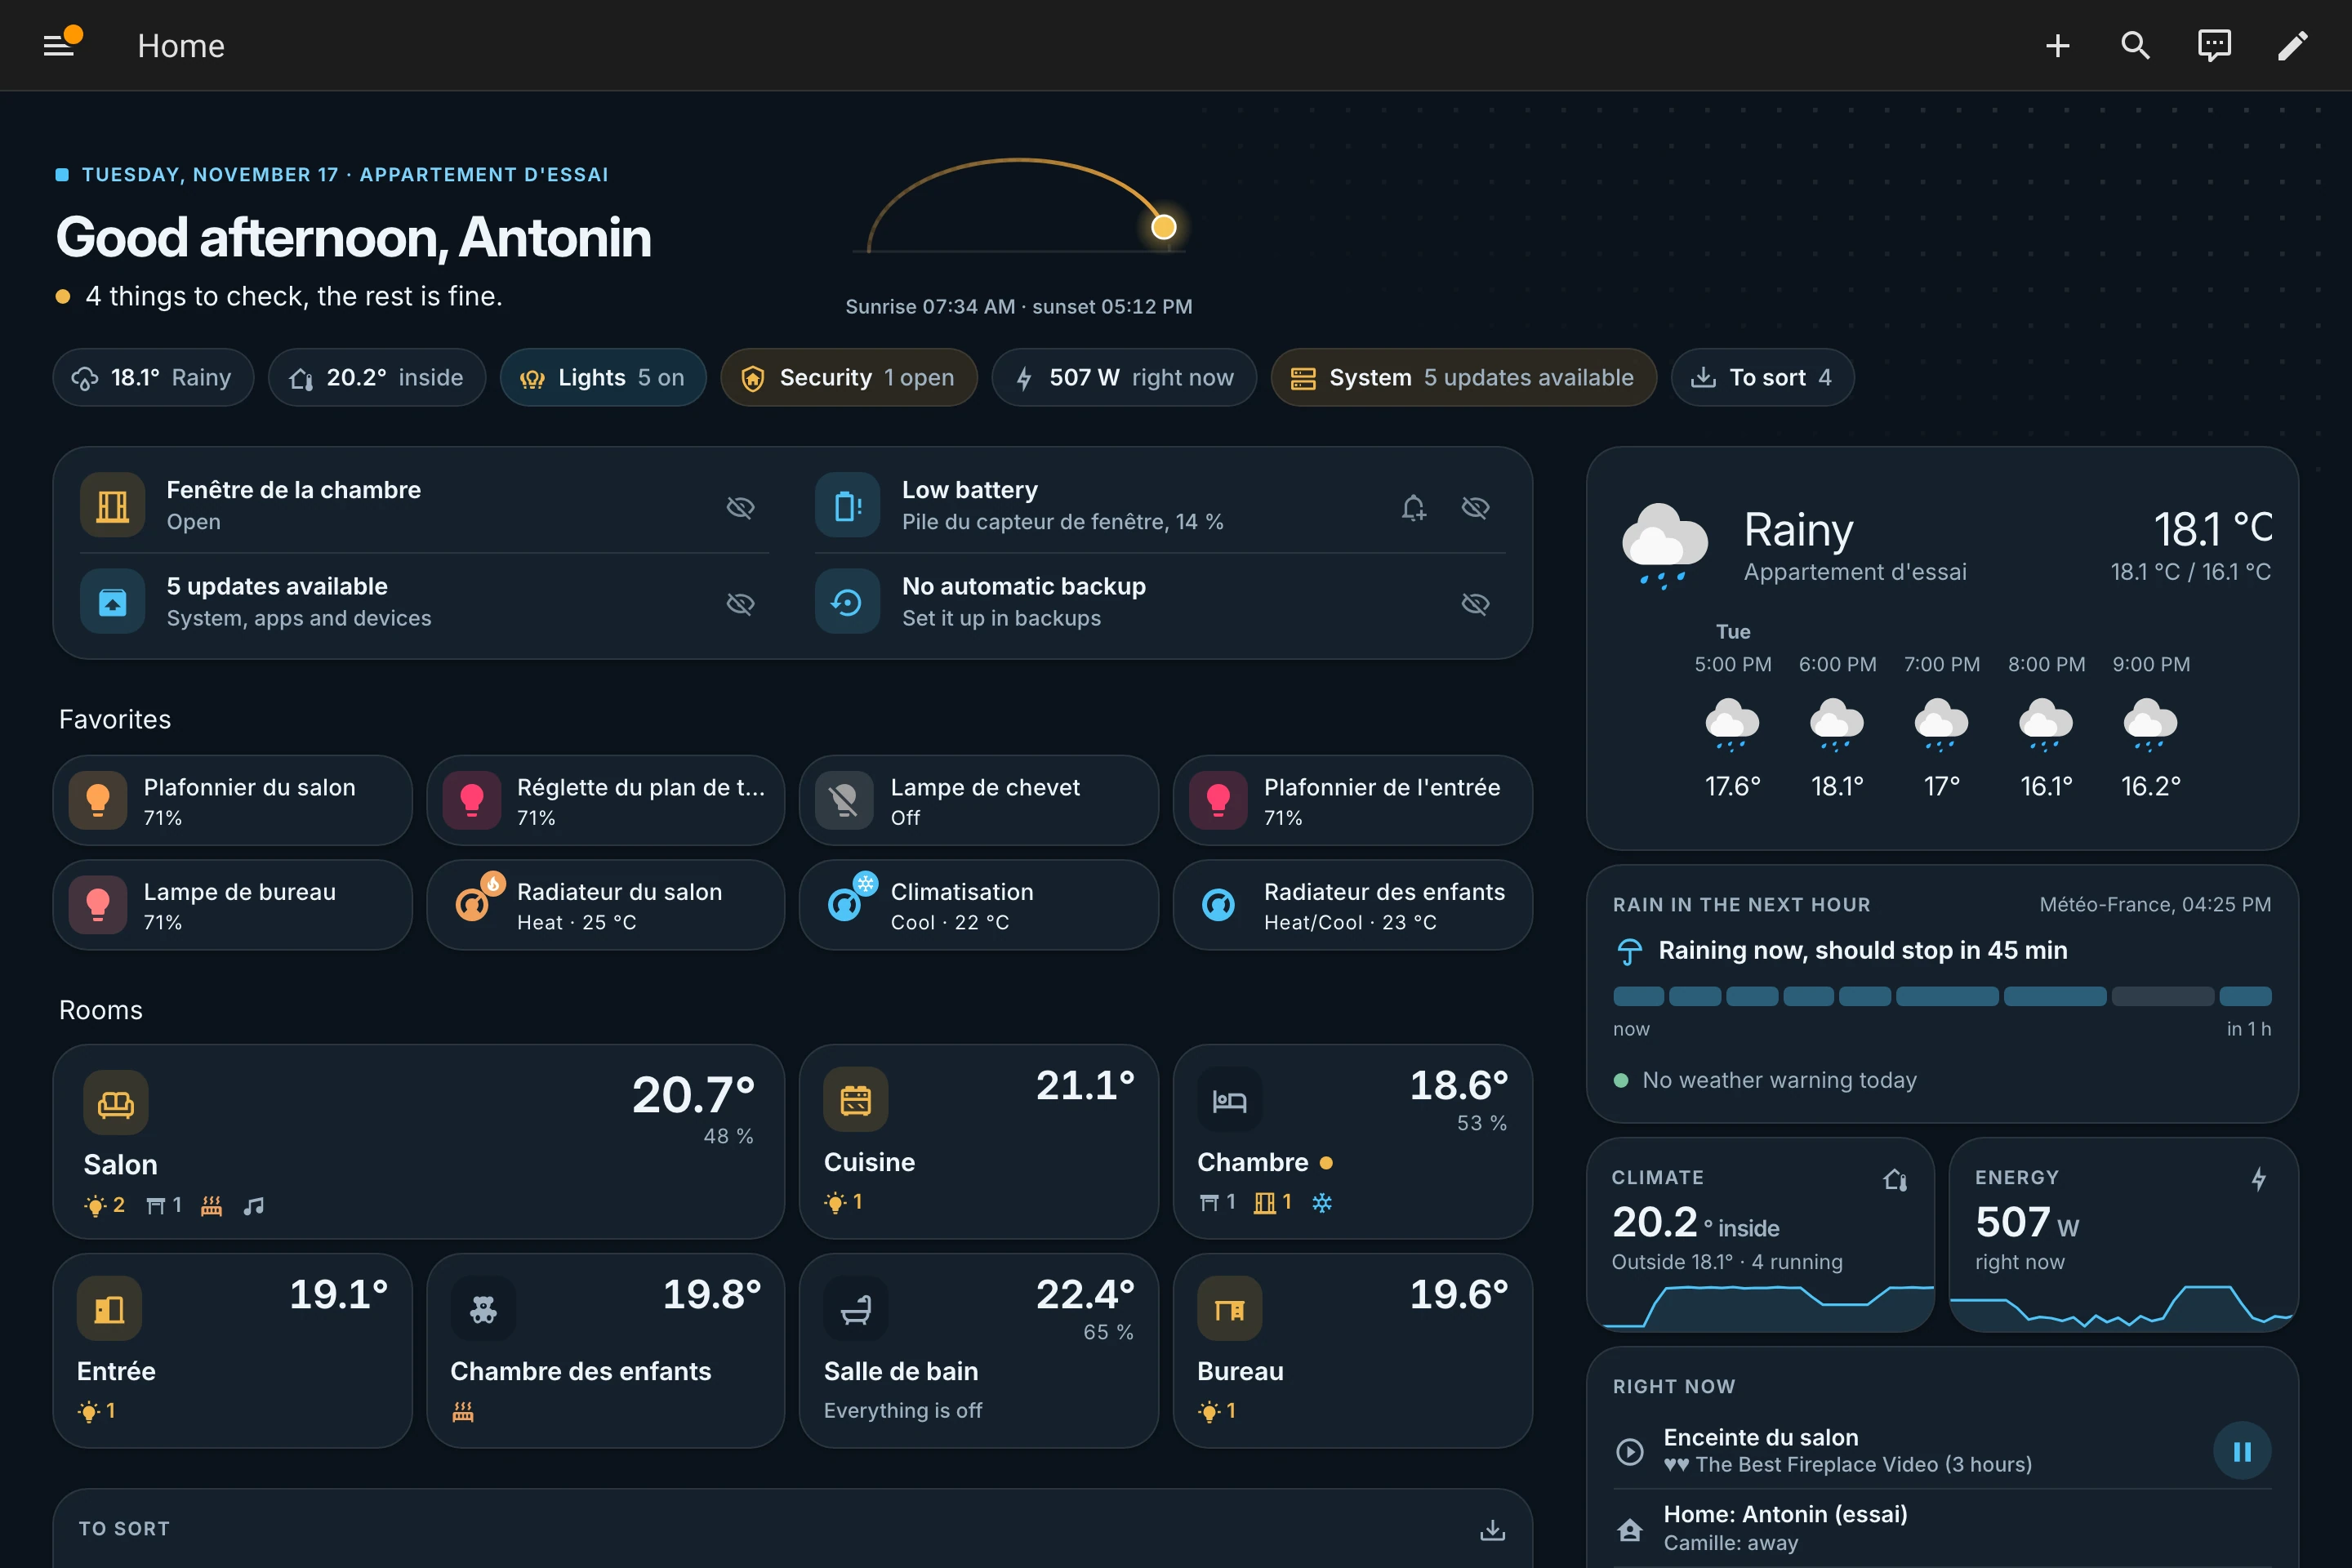 Home
TUESDAY, NOVEMBER 17 · APPARTEMENT D'ESSAI
Good afternoon, Antonin
4 things to check, the rest is fine.
Sunrise 07:34 AM · sunset 05:12 PM
18.1° Rainy
20.2° inside
Lights 5 on
Security 1 open
507 W right now
System 5 updates available
To sort 4
Fenêtre de la chambre
Open
Low battery
Pile du capteur de fenêtre, 14 %
5 updates available
System, apps and devices
No automatic backup
Set it up in backups
Favorites
Plafonnier du salon
71%
Réglette du plan de t...
71%
Lampe de chevet
Off
Plafonnier de l'entrée
71%
Lampe de bureau
71%
Radiateur du salon
Heat · 25 °C
Climatisation
Cool · 22 °C
Radiateur des enfants
Heat/Cool · 23 °C
Rooms
20.7°
48 %
Salon
2 1
21.1°
Cuisine
1
18.6°
53 %
Chambre
1 1
19.1°
Entrée
1
19.8°
Chambre des enfants
22.4°
65 %
Salle de bain
Everything is off
19.6°
Bureau
1
TO SORT
Rainy
Appartement d'essai
18.1 °C
18.1 °C / 16.1 °C
Tue
5:00 PM 6:00 PM 7:00 PM 8:00 PM 9:00 PM
17.6° 18.1° 17° 16.1° 16.2°
RAIN IN THE NEXT HOUR
Météo-France, 04:25 PM
Raining now, should stop in 45 min
now in 1 h
No weather warning today
CLIMATE
20.2 ° inside
Outside 18.1° · 4 running
ENERGY
507 W
right now
RIGHT NOW
Enceinte du salon
♥♥ The Best Fireplace Video (3 hours)
Home: Antonin (essai)
Camille: away